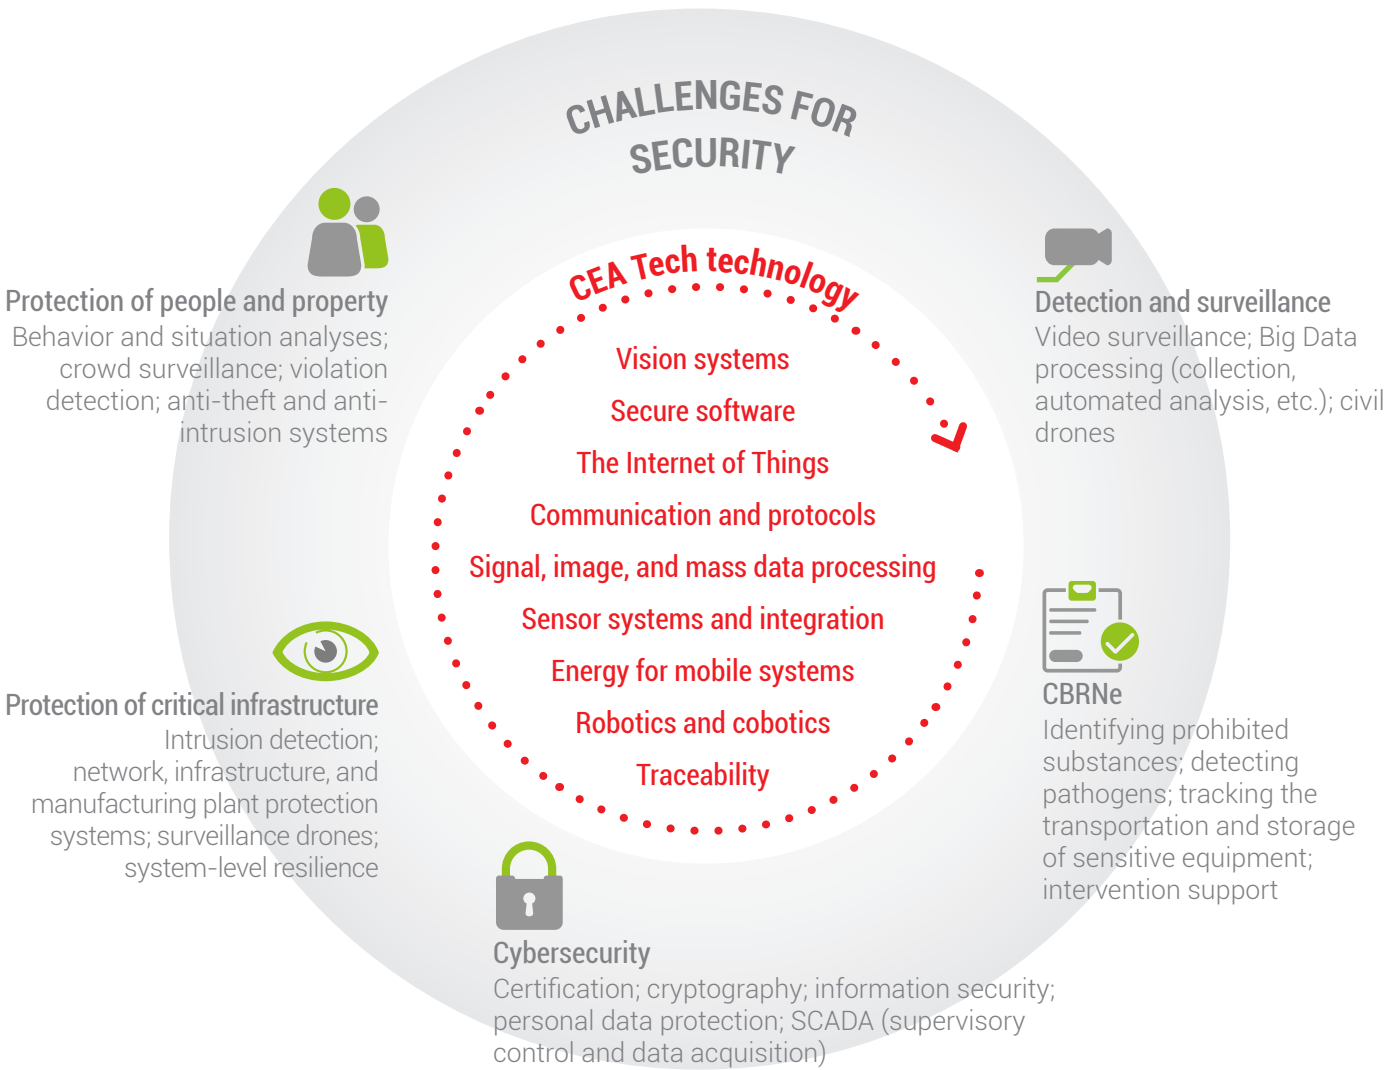 CHALLENGES FOR
SECURITY
Protection of people and property
Behavior and situation analyses;
crowd surveillance; violation
detection; anti-theft and anti-
intrusion systems
Detection and surveillance
Video surveillance; Big Data
processing (collection,
automated analysis, etc.); civil
drones
CEA Tech technology
Vision systems
Secure software
The Internet of Things
Communication and protocols
Signal, image, and mass data processing
Sensor systems and integration
Energy for mobile systems
Robotics and cobotics
Traceability
Protection of critical infrastructure
Intrusion detection;
network, infrastructure, and
manufacturing plant protection
systems; surveillance drones;
system-level resilience
CBRNe
Identifying prohibited
substances; detecting
pathogens; tracking the
transportation and storage
of sensitive equipment;
intervention support
Cybersecurity
Certification; cryptography; information security;
personal data protection; SCADA (supervisory
control and data acquisition)